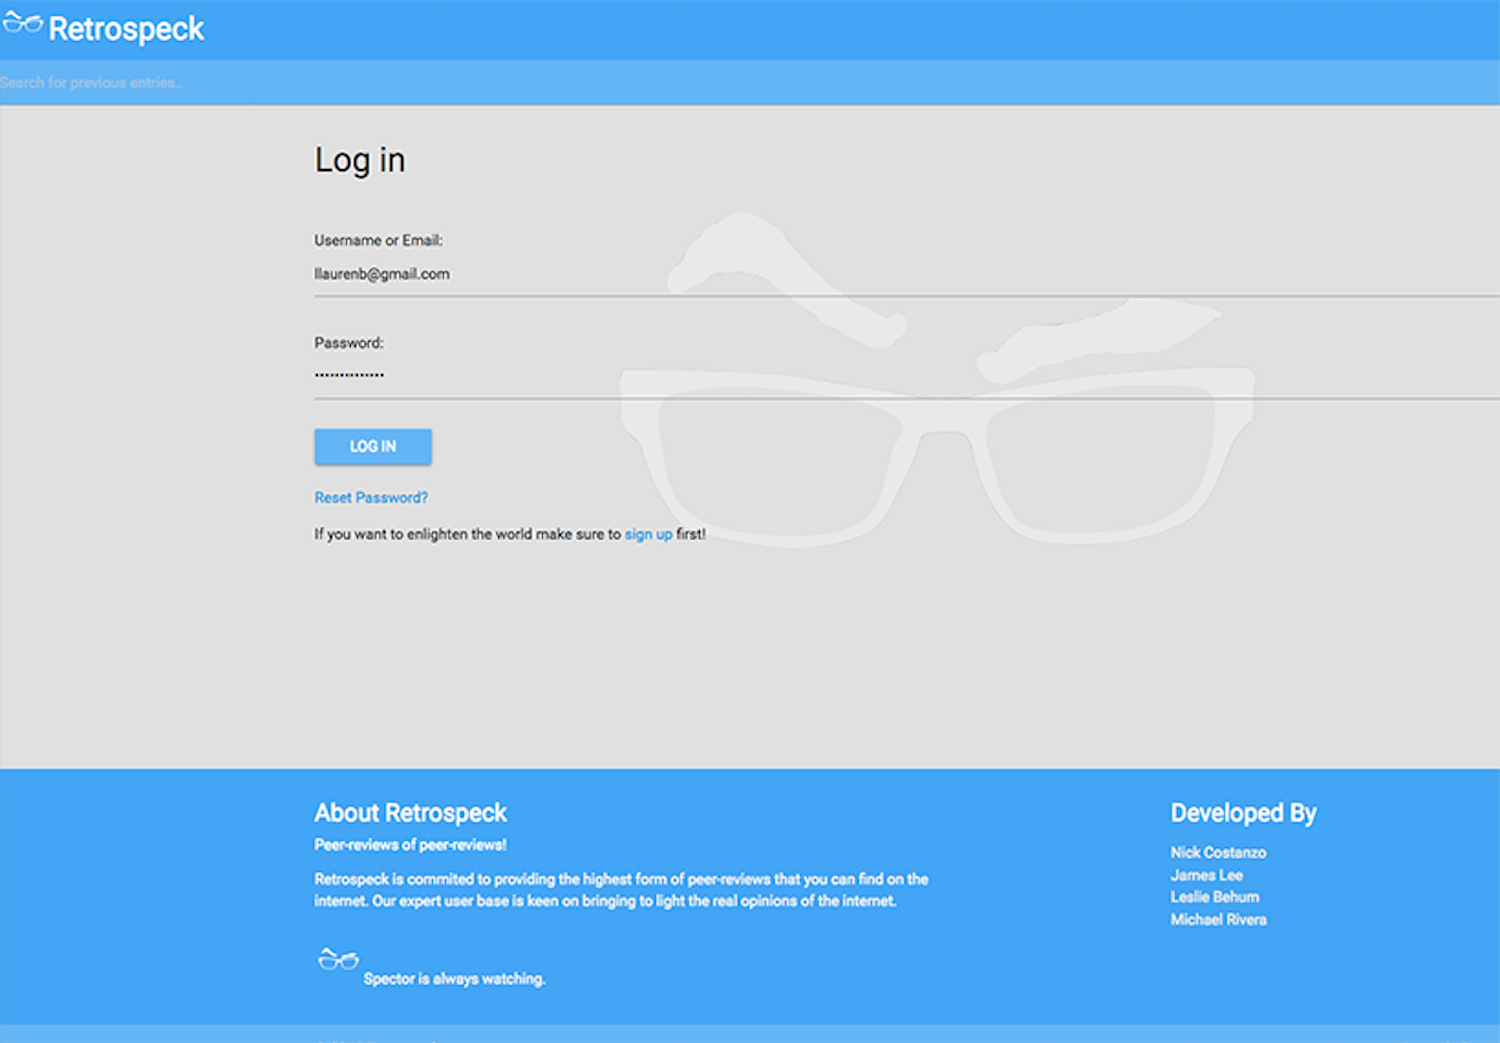 Retrospeck
Search for previous entries..
Log in
Username or Email:
llaurenb@gmail.com
Password:
••••••••••••••
LOG IN
Reset Password?
If you want to enlighten the world make sure to sign up first!
About Retrospeck
Peer-reviews of peer-reviews!
Retrospeck is commited to providing the highest form of peer-reviews that you can find on the
internet. Our expert user base is keen on bringing to light the real opinions of the internet.
Spector is always watching.
Developed By
Nick Costanzo
James Lee
Leslie Behum
Michael Rivera